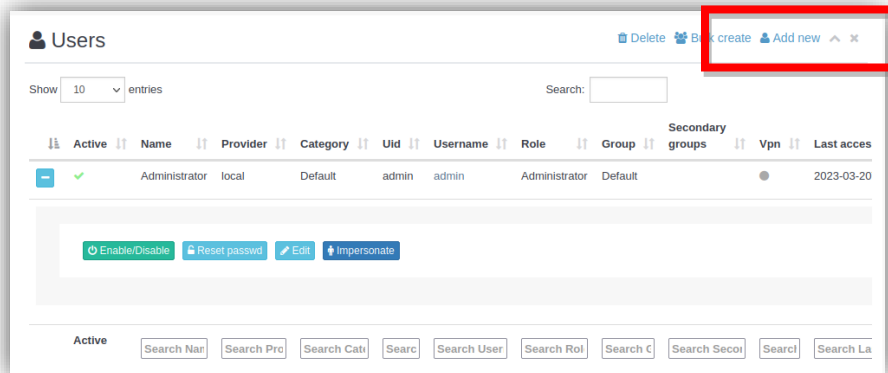 Users
Delete Bulk create Add new
Show 10 entries Search:
Active Name Provider Category Uid Username Role Group Secondary groups Vpn Last acces
Administrator local Default admin admin Administrator Default 2023-03-20
Enable/Disable Reset passwd Edit Impersonate
Active Search Nan Search Pro Search Cate Searc Search User Search Rol Search G Search Secon Search Search La